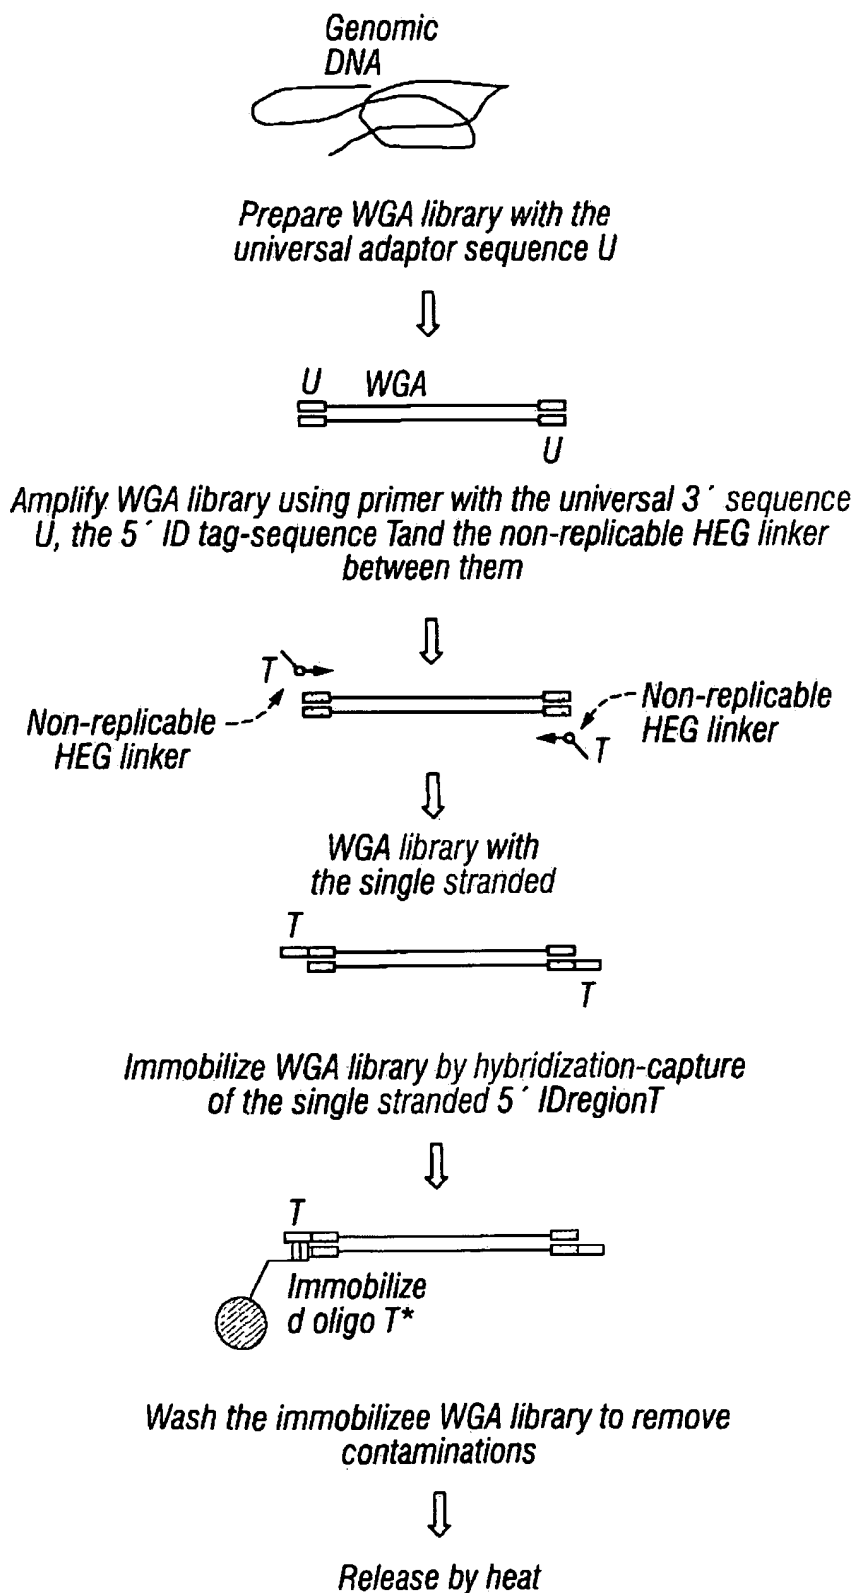 Genomic
DNA
Prepare WGA library with the
universal adaptor sequence U
U WGA
U
Amplify WGA library using primer with the universal 3´ sequence
U, the 5´ ID tag-sequence Tand the non-replicable HEG linker
between them
T
Non-replicable
HEG linker
Non-replicable
HEG linker
T
WGA library with
the single stranded
T
T
Immobilize WGA library by hybridization-capture
of the single stranded 5´ IDregionT
T
Immobilize
d oligo T*
Wash the immobilizee WGA library to remove
contaminations
Release by heat